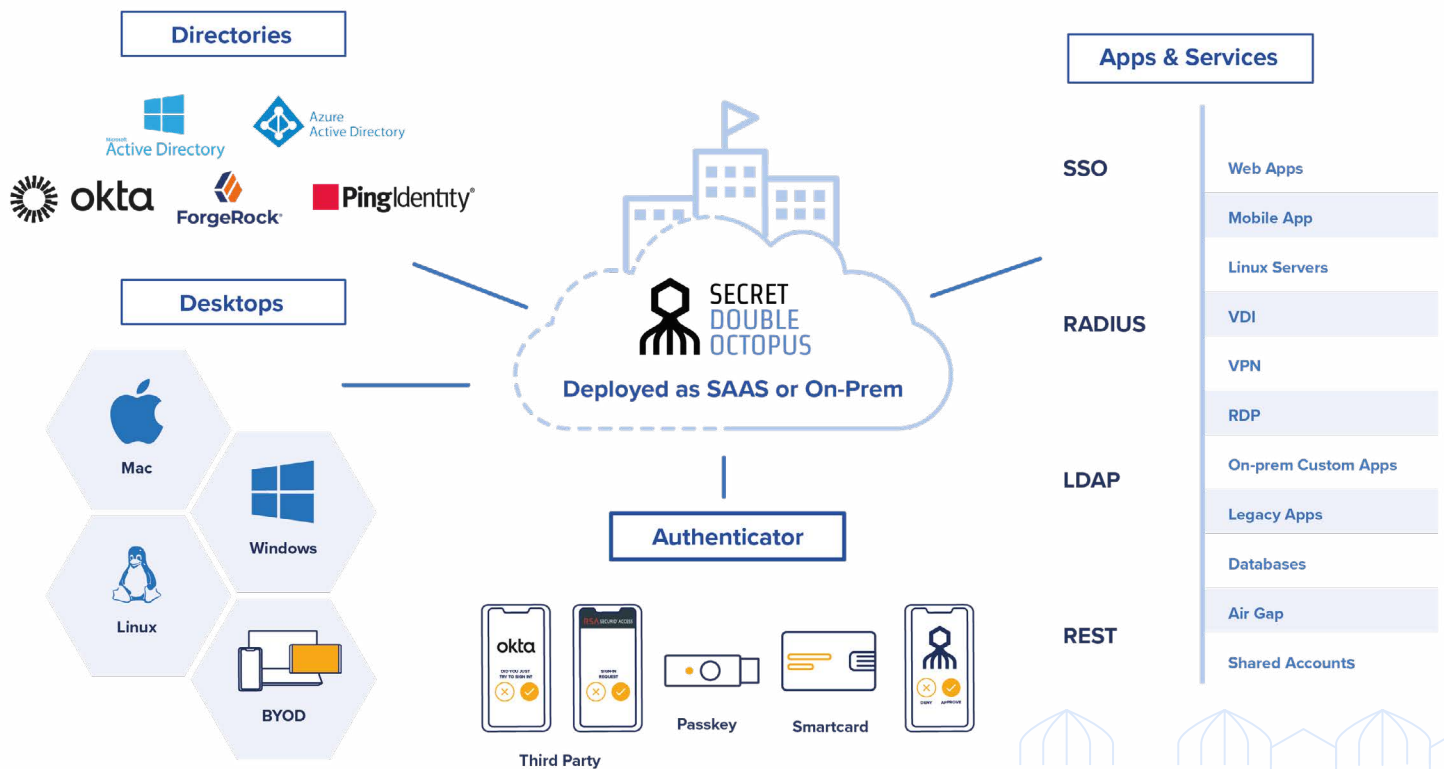 Directories
Microsoft
Active Directory
Azure
Active Directory
okta
ForgeRock
PingIdentity®
Desktops
Mac
Windows
Linux
BYOD
SECRET
DOUBLE
OCTOPUS
Deployed as SAAS or On-Prem
Authenticator
okta
DID YOU JUST
TRY TO SIGN IN?
RSA SECURID® ACCESS
SIGN-IN
REQUEST
Third Party
Passkey
Smartcard
DENY APPROVE
Apps & Services
SSO
RADIUS
LDAP
REST
Web Apps
Mobile App
Linux Servers
VDI
VPN
RDP
On-prem Custom Apps
Legacy Apps
Databases
Air Gap
Shared Accounts